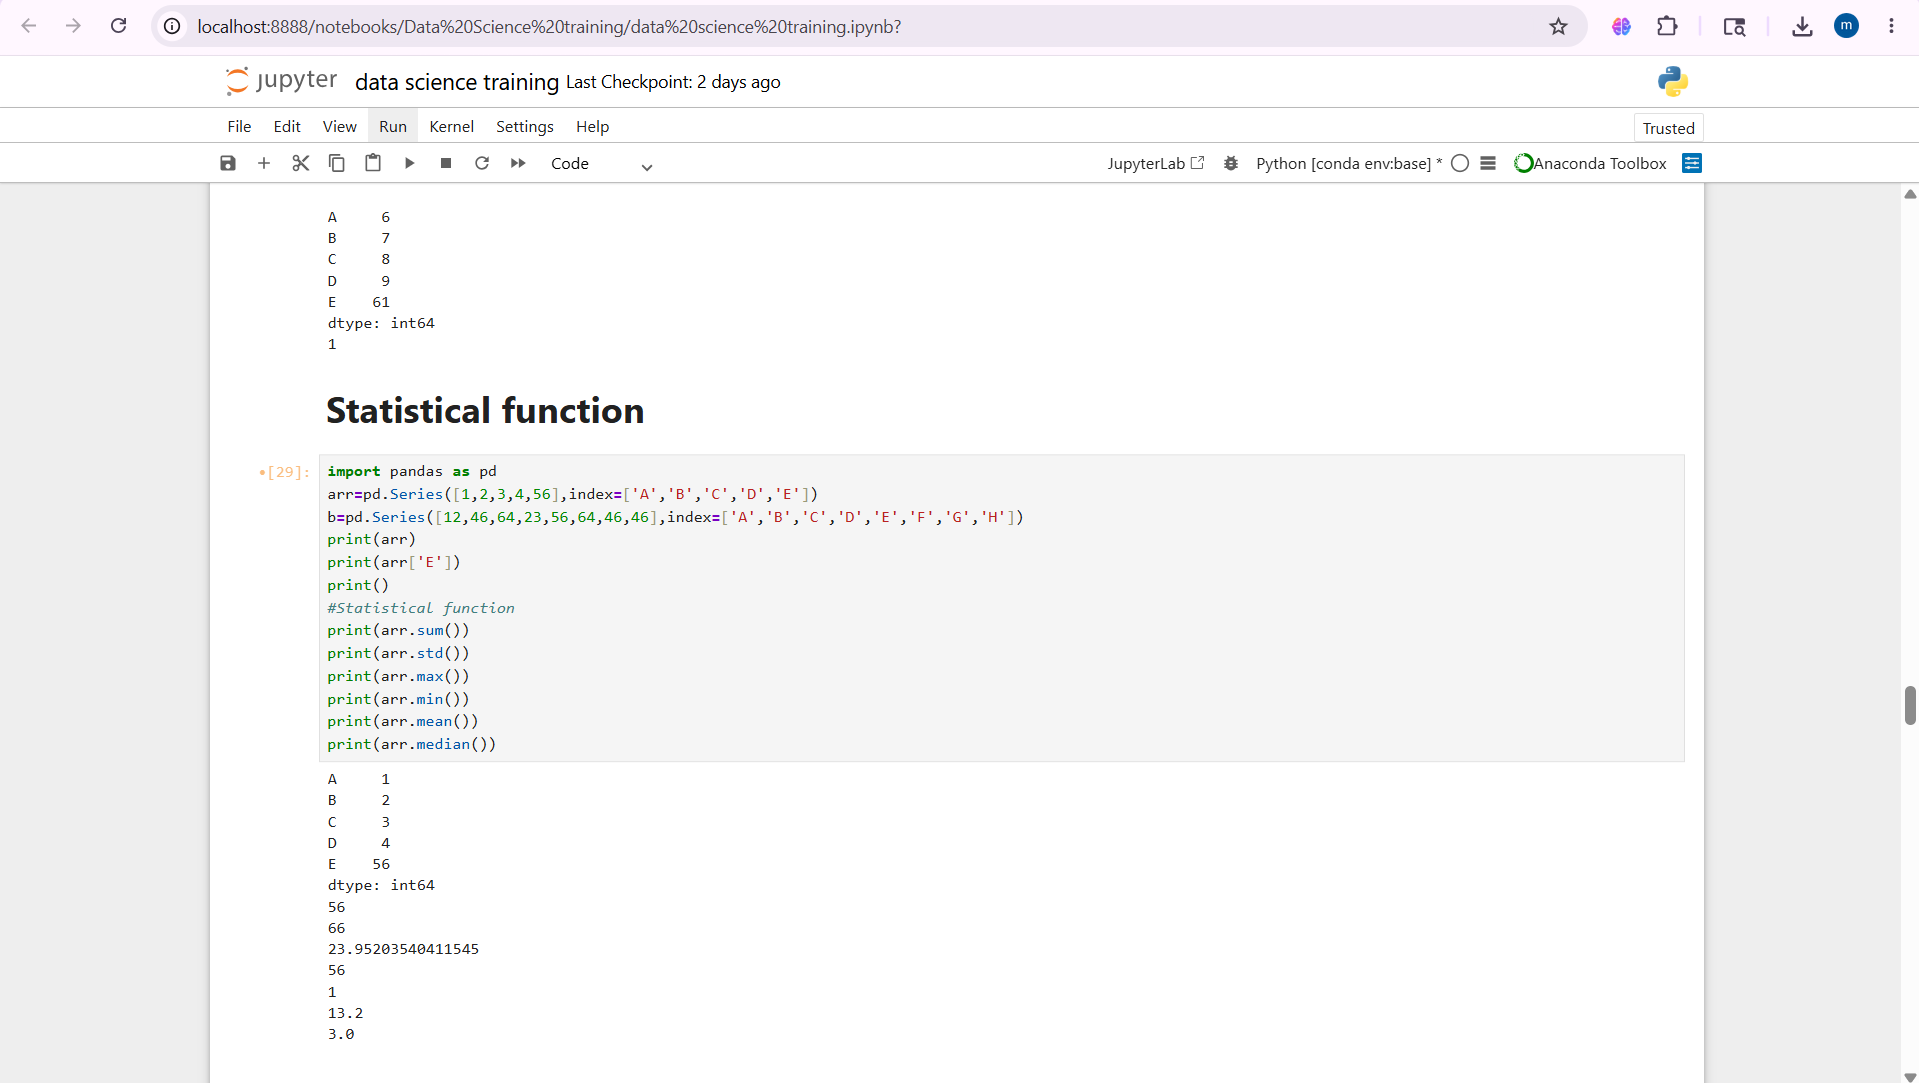 localhost:8888/notebooks/Data%20Science%20training/data%20science%20training.ipynb?
m
jupyter data science training Last Checkpoint: 2 days ago
File Edit View Run Kernel Settings Help
Trusted
Code
JupyterLab Python [conda env:base] * Anaconda Toolbox
A 6
B 7
C 8
D 9
E 61
dtype: int64
1
Statistical function
•[29]:
import pandas as pd
arr=pd.Series([1,2,3,4,56],index=['A','B','C','D','E'])
b=pd.Series([12,46,64,23,56,64,46,46],index=['A','B','C','D','E','F','G','H'])
print(arr)
print(arr['E'])
print()
#Statistical function
print(arr.sum())
print(arr.std())
print(arr.max())
print(arr.min())
print(arr.mean())
print(arr.median())
A 1
B 2
C 3
D 4
E 56
dtype: int64
56
66
23.95203540411545
56
1
13.2
3.0